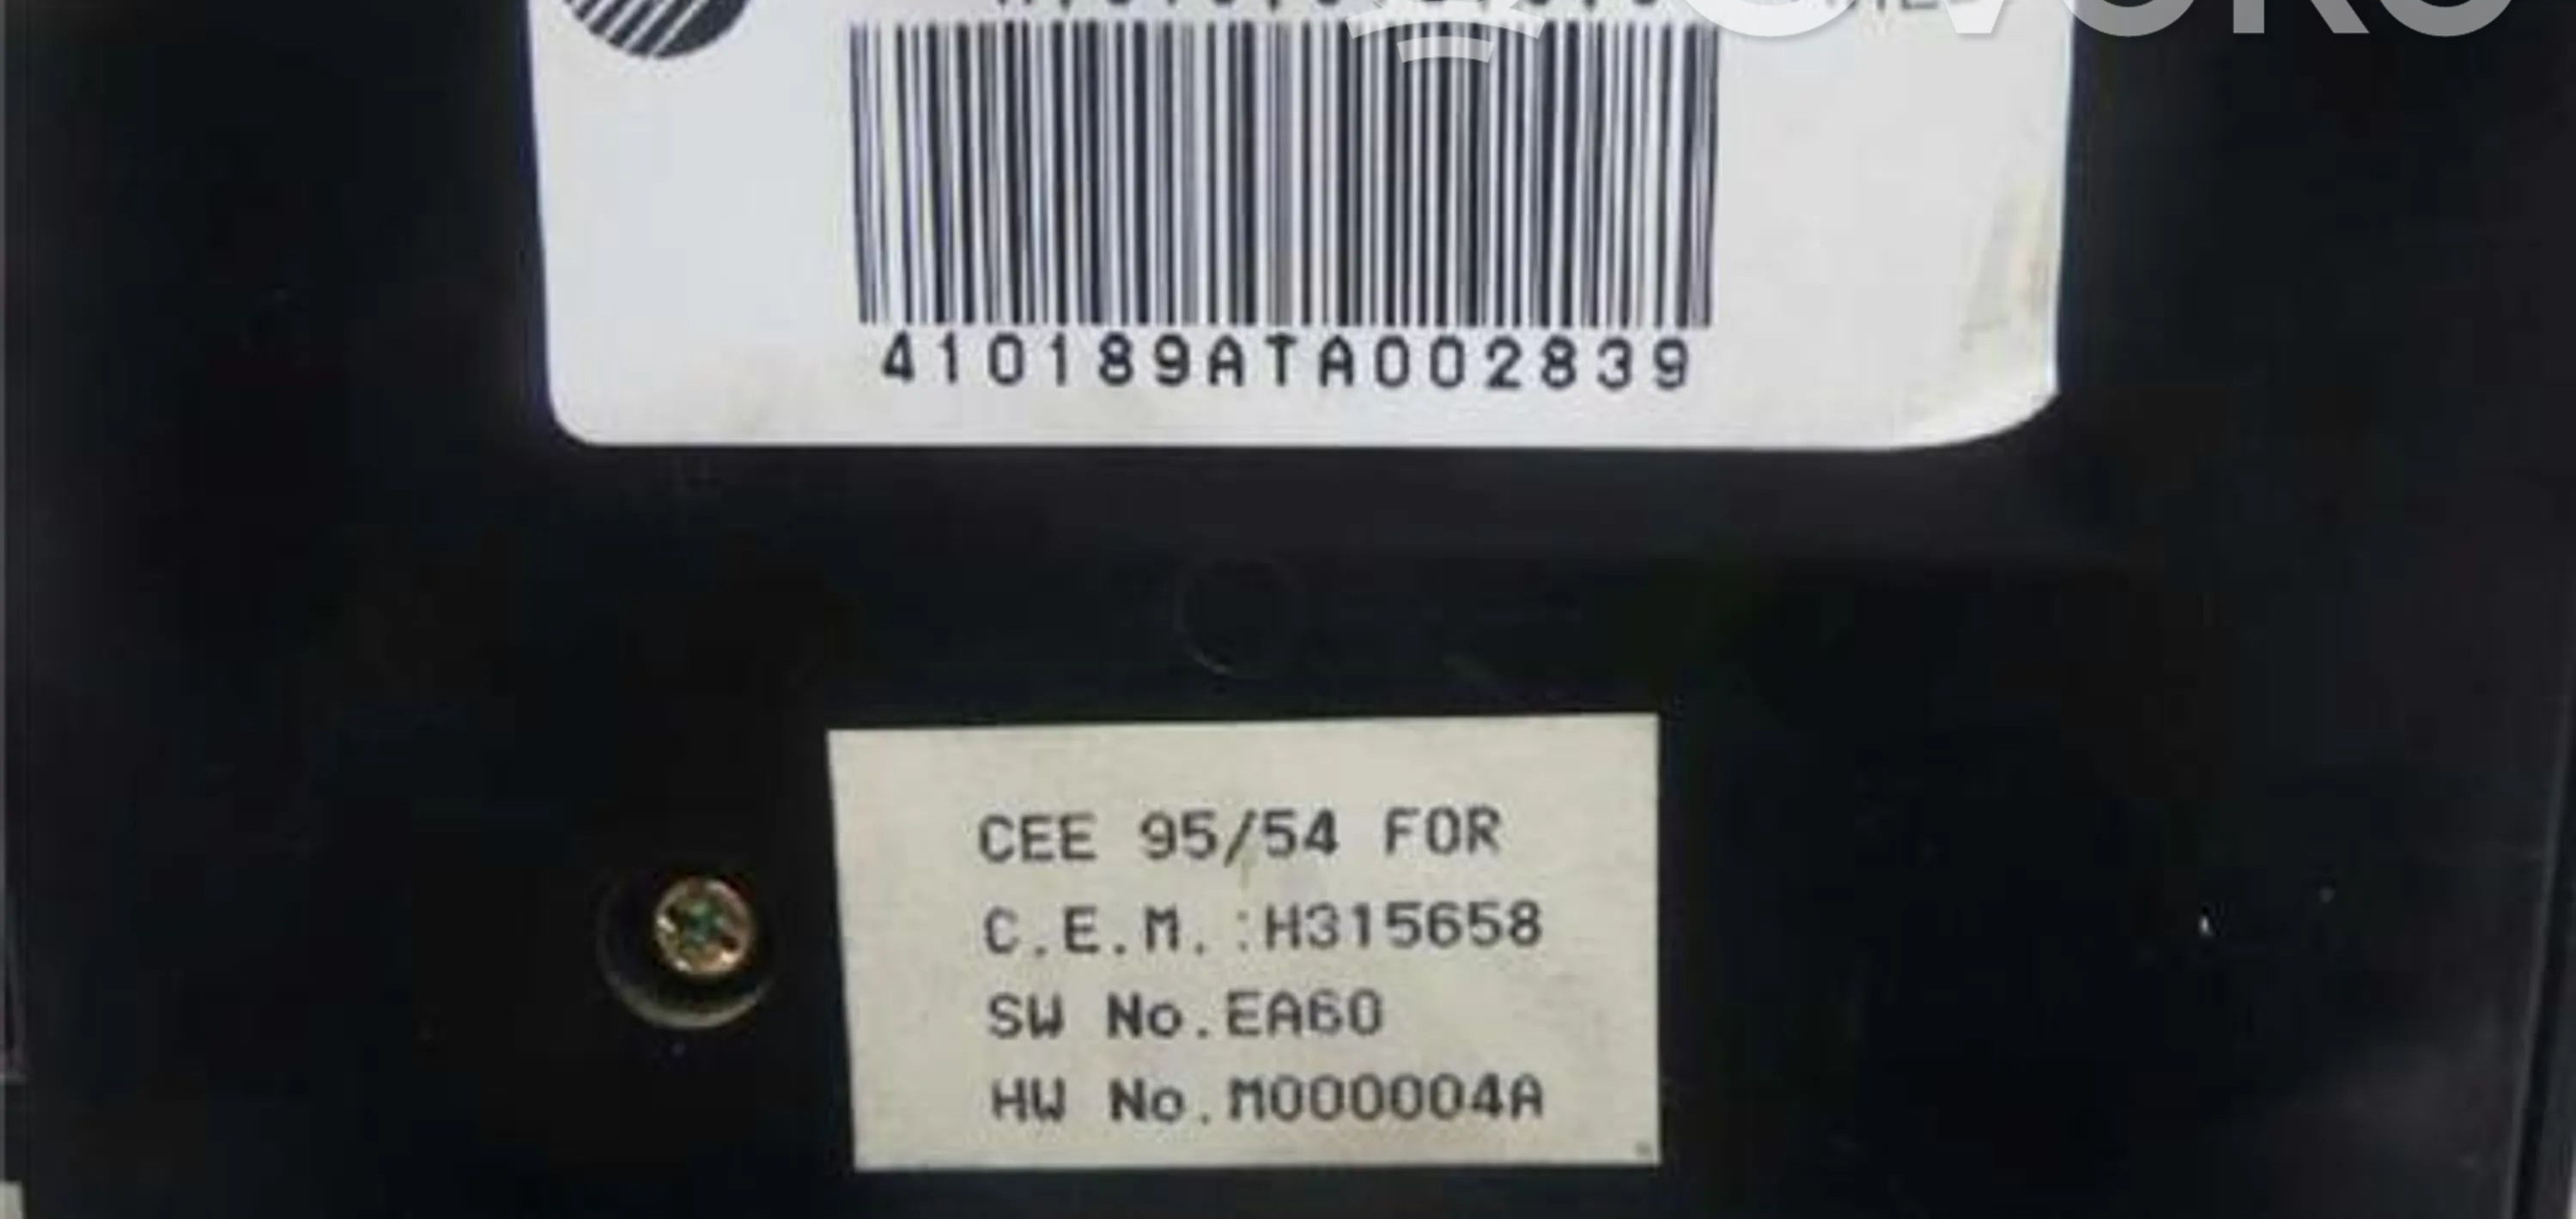 410189ATA002839
CEE 95/54 FOR
C.E.M.:H315658
SW No.EA60
HW No.M000004A